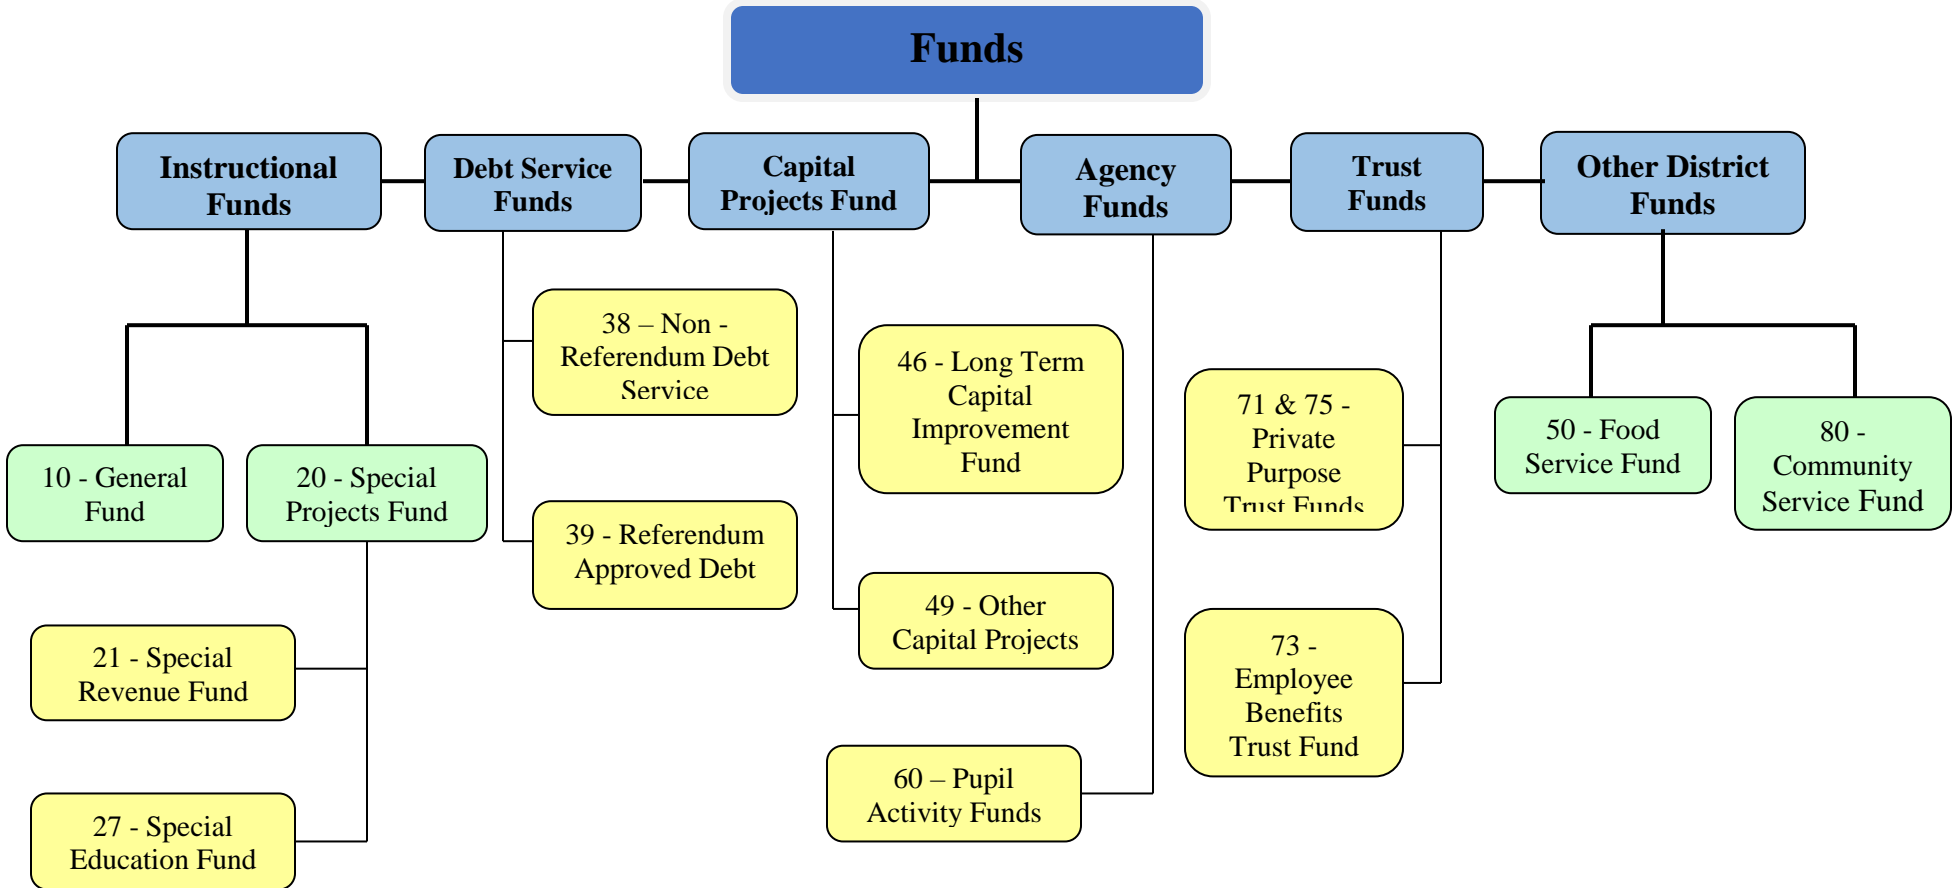 Funds
Instructional
Funds
Debt Service
Funds
Capital
Projects Fund
Agency
Funds
Trust
Funds
Other District
Funds
38 – Non -
Referendum Debt
Service
46 - Long Term
Capital
Improvement
Fund
71 & 75 -
Private
Purpose
Trust Funds
50 - Food
Service Fund
80 -
Community
Service Fund
10 - General
Fund
20 - Special
Projects Fund
39 - Referendum
Approved Debt
49 - Other
Capital Projects
73 -
Employee
Benefits
Trust Fund
21 - Special
Revenue Fund
60 – Pupil
Activity Funds
27 - Special
Education Fund